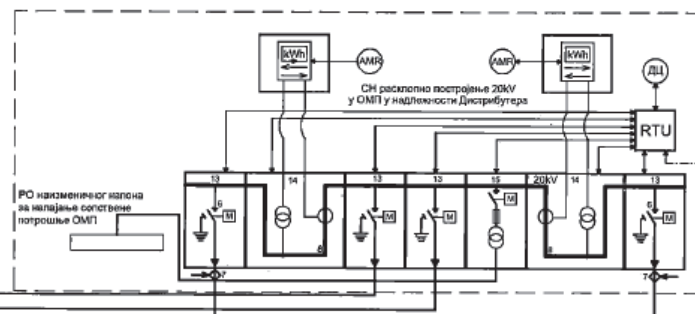 kWh
AMR
AMR
kWh
ДЦ
СН расклопно постројење 20kV
у ОМП у надлежности Дистрибутера
RTU
13
14
13
13
15
20kV
14
13
РО наизменичног напона
за напајање сопствене
потрошње ОМП
6
M
M
M
M
6
M
8
8
7
7